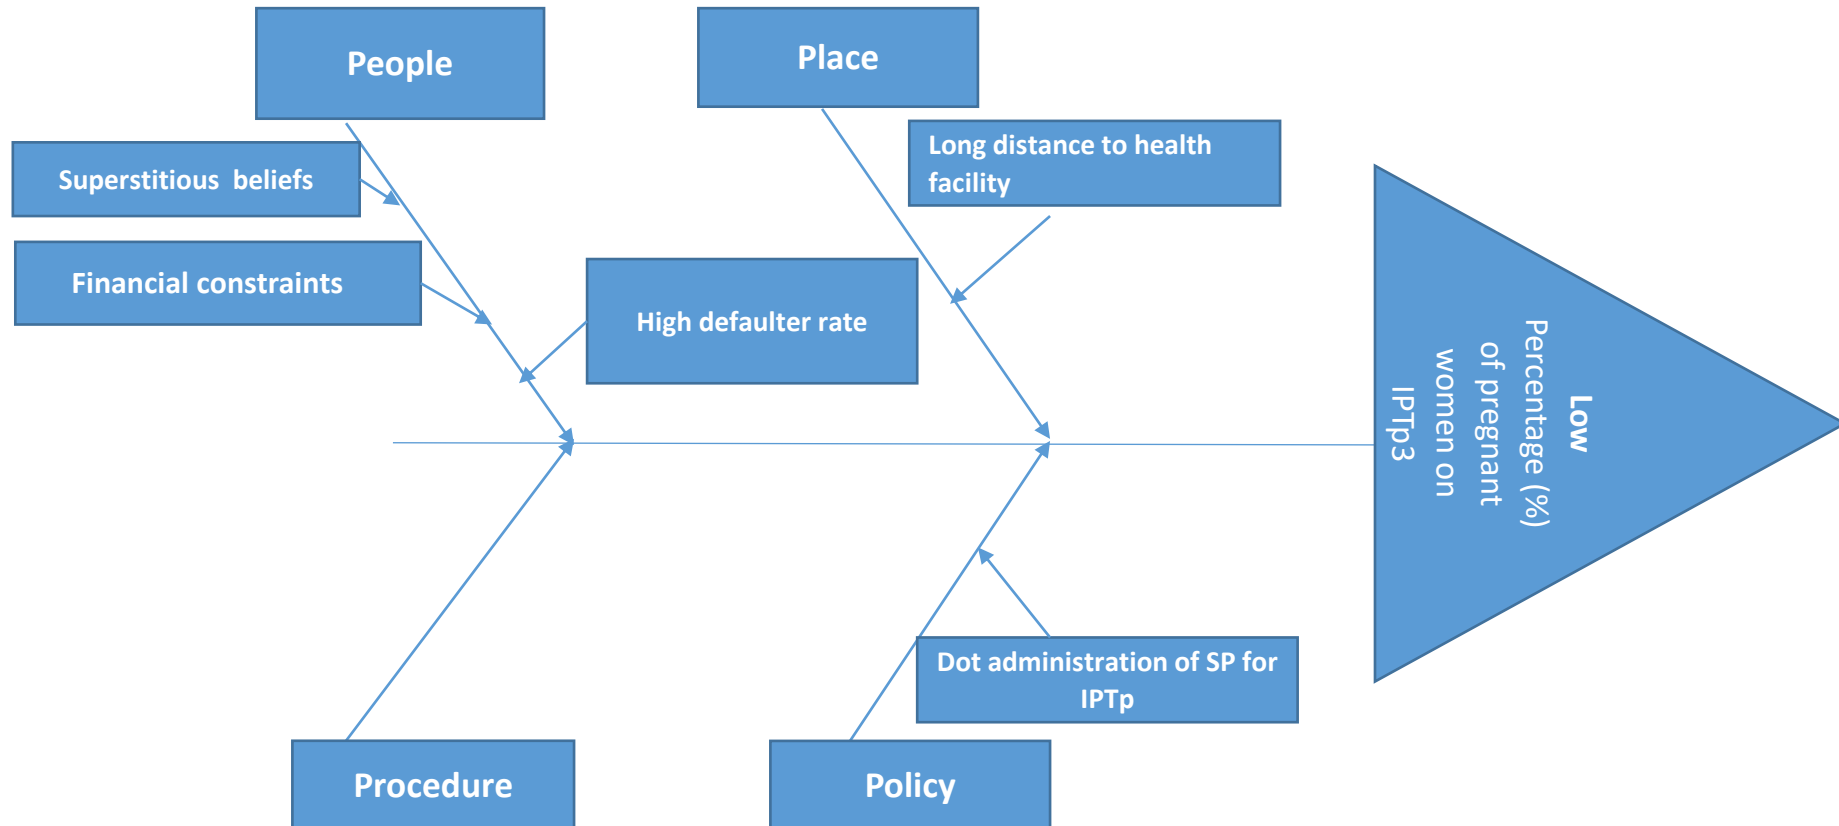 People
Place
Long distance to health
facility
Superstitious beliefs
Financial constraints
High defaulter rate
Low
Percentage (%)
of pregnant
women on
IPTp3
Dot administration of SP for
IPTp
Procedure
Policy